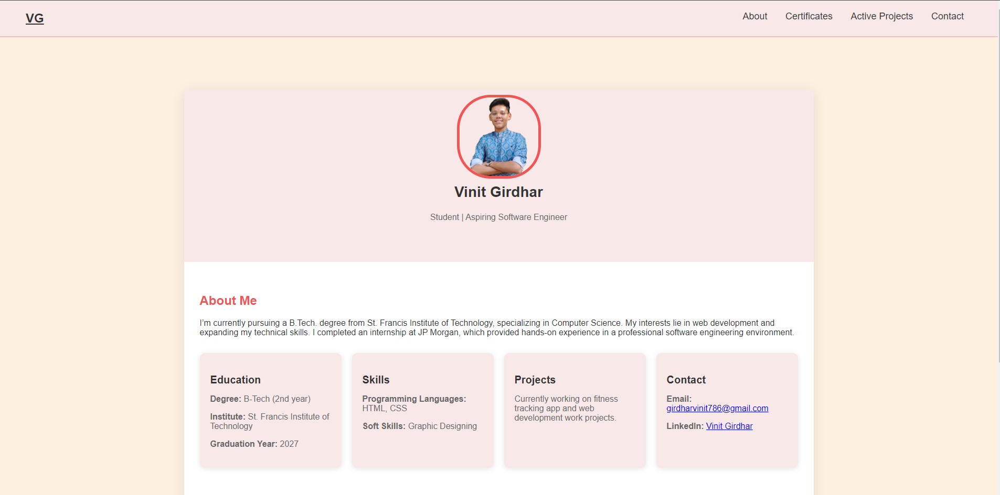 VG
About Certificates Active Projects Contact
Vinit Girdhar
Student | Aspiring Software Engineer
About Me
I’m currently pursuing a B.Tech. degree from St. Francis Institute of Technology, specializing in Computer Science. My interests lie in web development and
expanding my technical skills. I completed an internship at JP Morgan, which provided hands-on experience in a professional software engineering environment.
Education
Degree: B-Tech (2nd year)
Institute: St. Francis Institute of
Technology
Graduation Year: 2027
Skills
Programming Languages:
HTML, CSS
Soft Skills: Graphic Designing
Projects
Currently working on fitness
tracking app and web
development work projects.
Contact
Email:
girdharvinit786@gmail.com
LinkedIn: Vinit Girdhar